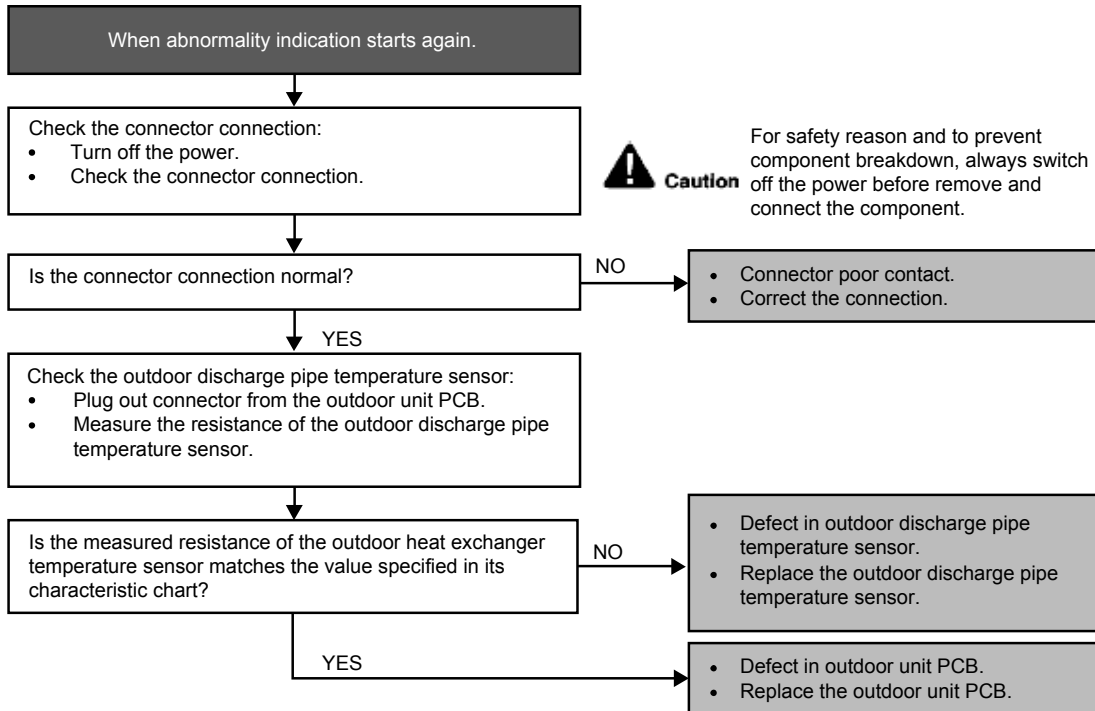 When abnormality indication starts again.
Check the connector connection:
• Turn off the power.
• Check the connector connection.
Caution
For safety reason and to prevent
component breakdown, always switch
off the power before remove and
connect the component.
Is the connector connection normal?
NO
• Connector poor contact.
• Correct the connection.
YES
Check the outdoor discharge pipe temperature sensor:
• Plug out connector from the outdoor unit PCB.
• Measure the resistance of the outdoor discharge pipe
temperature sensor.
Is the measured resistance of the outdoor heat exchanger
temperature sensor matches the value specified in its
characteristic chart?
NO
• Defect in outdoor discharge pipe
temperature sensor.
• Replace the outdoor discharge pipe
temperature sensor.
YES
• Defect in outdoor unit PCB.
• Replace the outdoor unit PCB.